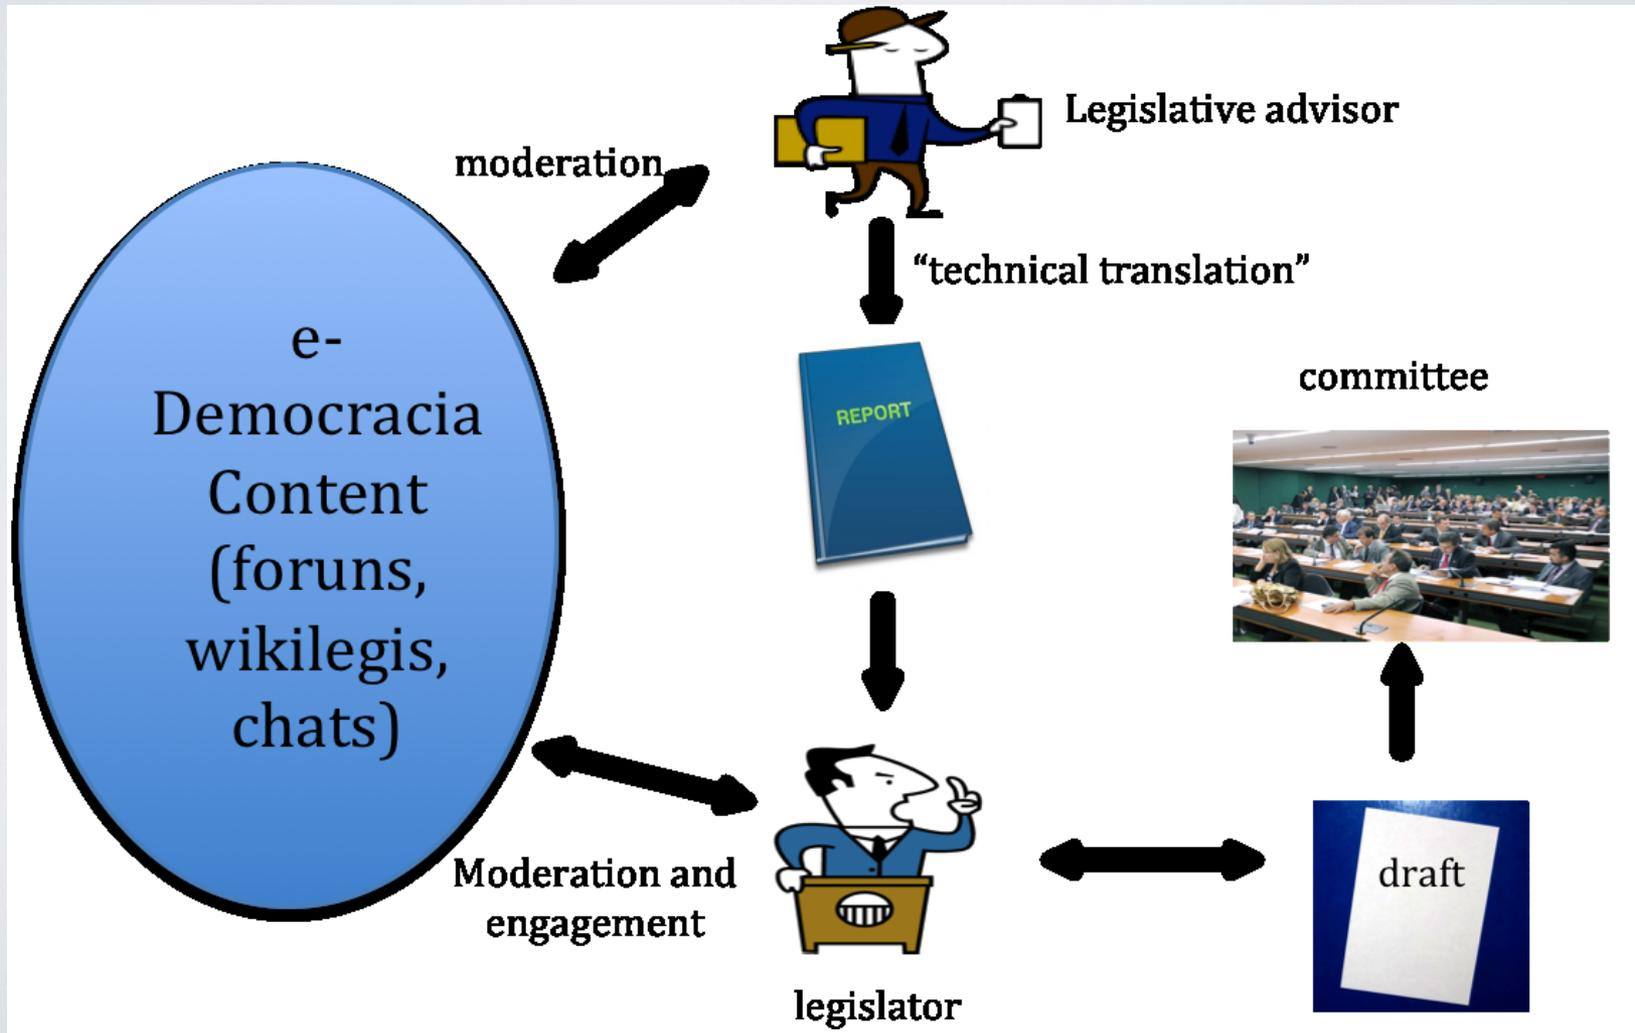 Legislative advisor
moderation
“technical translation”
e-
Democracia
Content
(foruns,
wikilegis,
chats)
REPORT
committee
Moderation and
engagement
draft
legislator